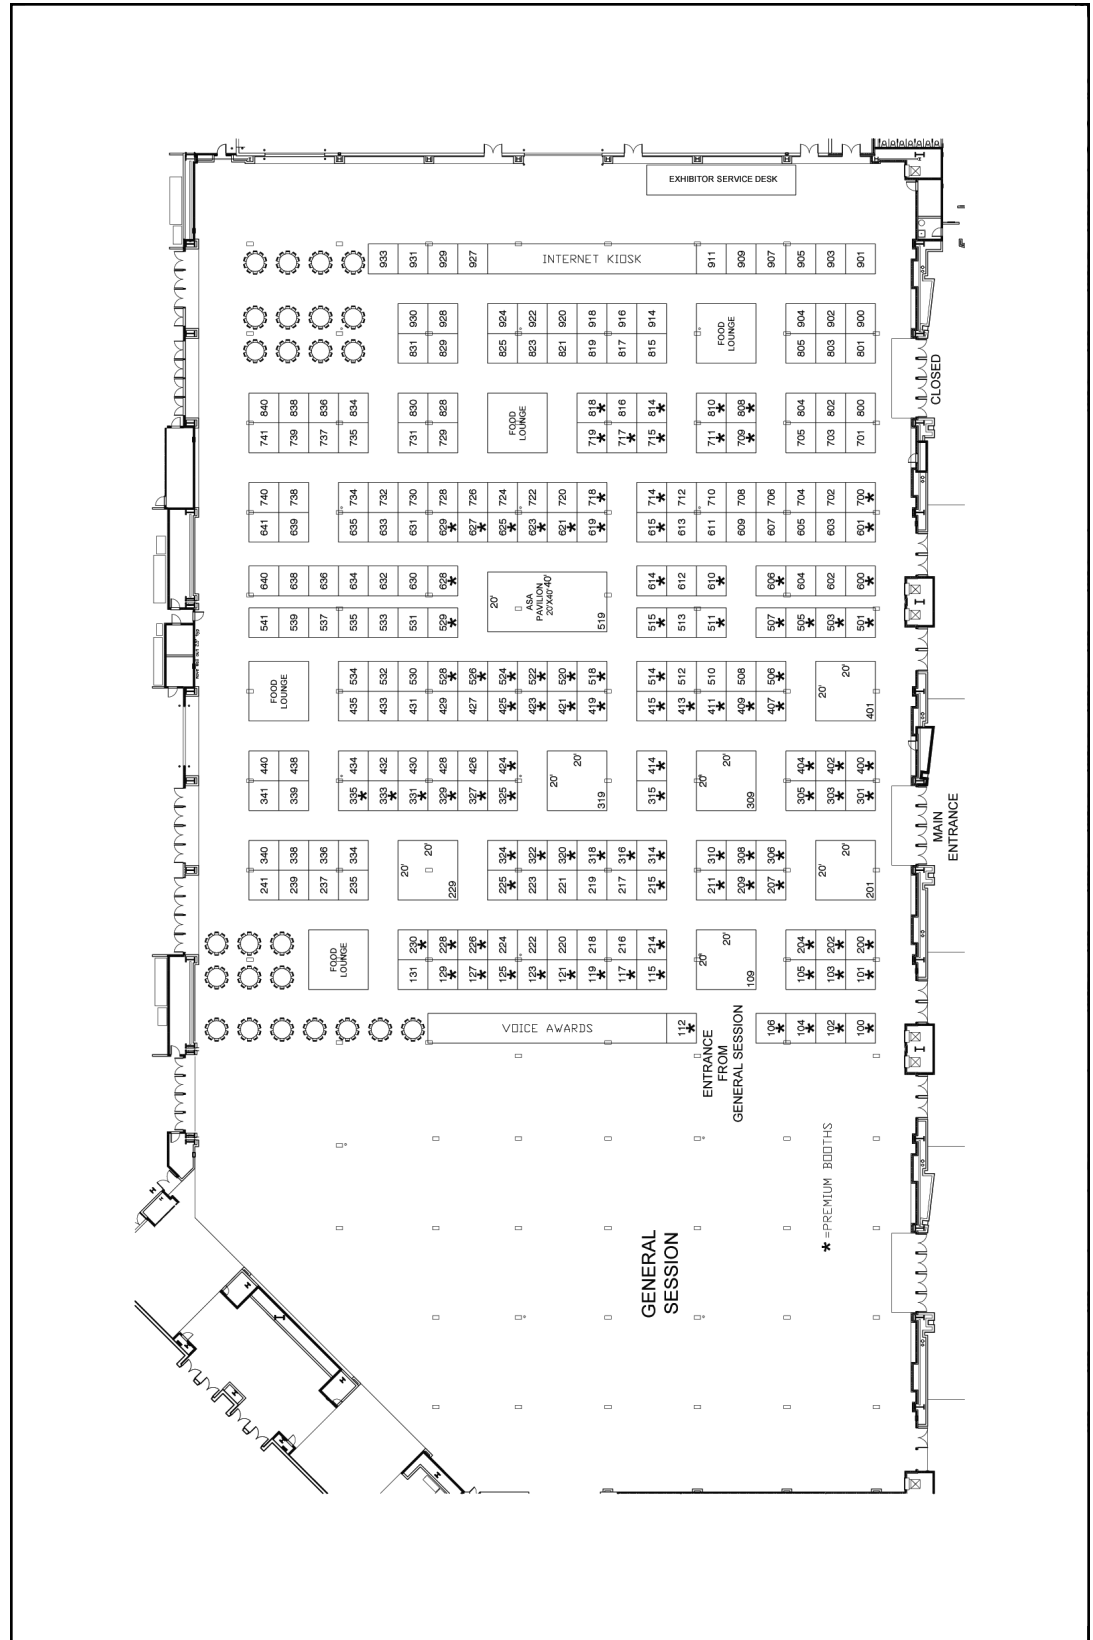 EXHIBITOR SERVICE DESK
933 931 929 927 INTERNET KIOSK 911 909 907 905 903 901
930 928 924 922 920 918 916 914 FOOD LOUNGE 904 902 900
831 829 825 823 821 819 817 815 805 803 801
CLOSED
840 838 836 834 830 828 FOOD LOUNGE 818* 816 814* 810* 808* 804 802 800
741 739 737 735 731 729 719* 717* 715* 711* 709* 705 703 701
740 738 734 732 730 728 726 724 722 720 718* 714* 712 710 708 706 704 702 700*
641 639 635 633 631 629* 627* 625* 623* 621* 619* 615* 613 611 609 607 605 603 601*
640 638 636 634 632 630 628* 20' ASA PAVILION 20'X40'40' 519 614* 612 610* 606* 604 602 600*
541 539 537 535 533 531 529* 515* 513 511* 507* 505* 503* 501*
FOOD LOUNGE 534 532 530 528* 526* 524* 522* 520* 518* 514* 512 510 508 506* 20' 20' 401
435 433 431 429 427 425* 423* 421* 419* 415* 413* 411* 409* 407*
440 438 434 432 430 428 426 424* 20' 20' 319 414* 20' 20' 309 404* 402* 400*
341 339 335* 333* 331* 329* 327* 325* 315* 305* 303* 301*
MAIN ENTRANCE
340 338 336 334 20' 20' 229 324* 322* 320* 318* 316* 314* 310* 308* 306* 20' 20' 201
241 239 237 235 225* 223 221 219 217 215* 211* 209* 207*
FOOD LOUNGE 230* 228* 226* 224 222 220 218 216 214* 20' 20' 109 204* 202* 200*
131 129* 127* 125* 123* 121* 119* 117* 115* 105* 103* 101*
VOICE AWARDS 112* 106* 104* 102* 100*
ENTRANCE
FROM
GENERAL SESSION
*=PREMIUM BOOTHS
GENERAL
SESSION